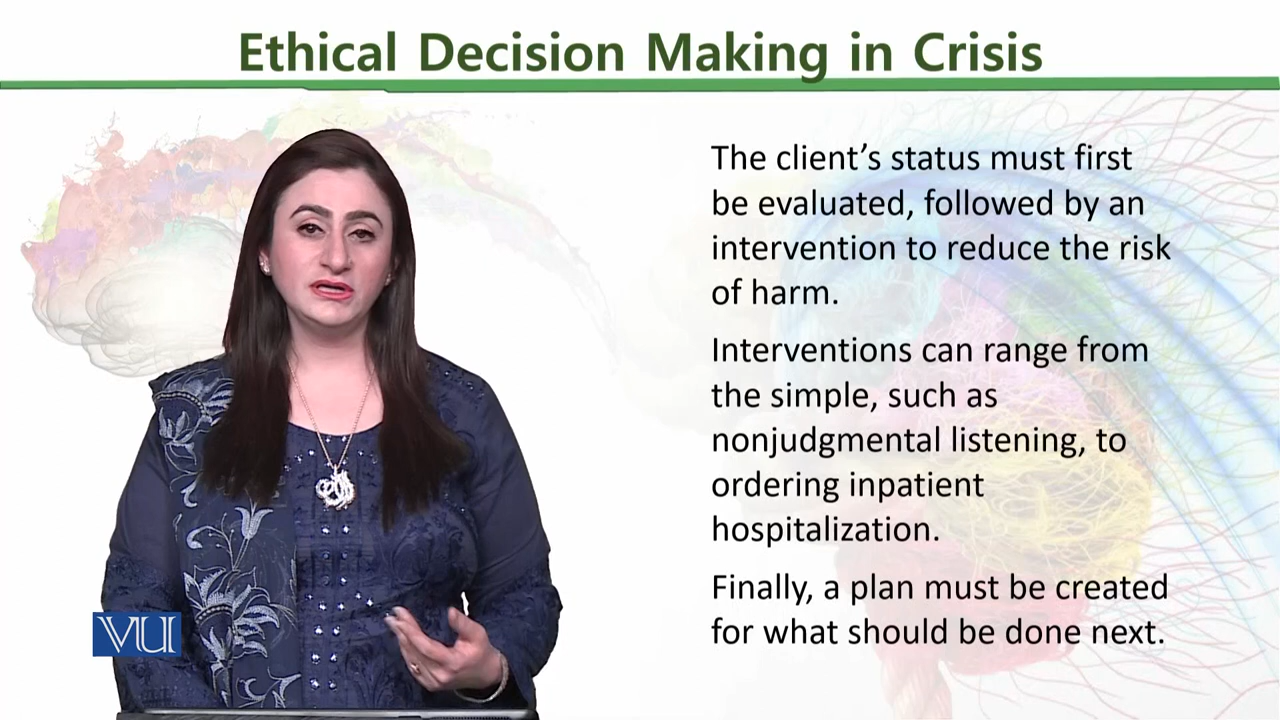 Ethical Decision Making in Crisis
The client’s status must first
be evaluated, followed by an
intervention to reduce the risk
of harm.
Interventions can range from
the simple, such as
nonjudgmental listening, to
ordering inpatient
hospitalization.
Finally, a plan must be created
for what should be done next.
VU